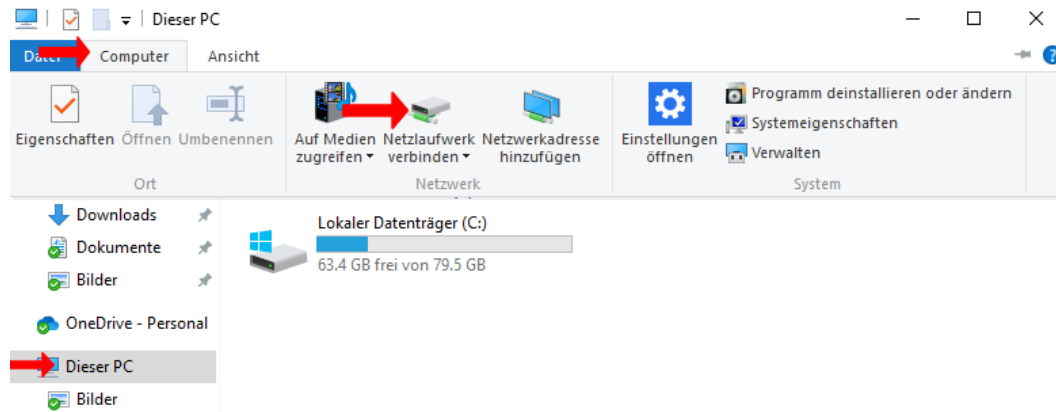 Dieser PC
Datei Computer Ansicht
Eigenschaften Öffnen Umbenennen
Auf Medien zugreifen
Netzlaufwerk verbinden
Netzwerkadresse hinzufügen
Einstellungen öffnen
Programm deinstallieren oder ändern
Systemeigenschaften
Verwalten
Ort Netzwerk System
Downloads
Dokumente
Bilder
OneDrive - Personal
Dieser PC
Bilder
Lokaler Datenträger (C:)
63.4 GB frei von 79.5 GB